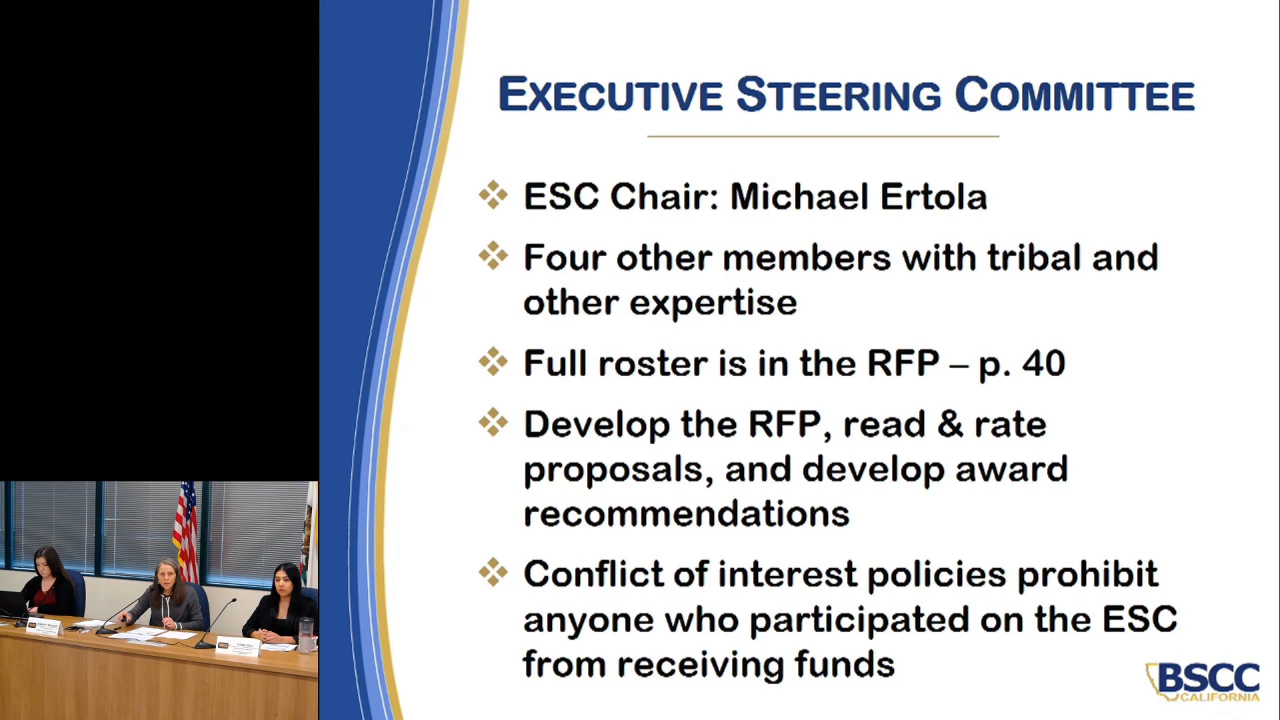 EXECUTIVE STEERING COMMITTEE
ESC Chair: Michael Ertola
Four other members with tribal and
other expertise
Full roster is in the RFP – p. 40
Develop the RFP, read & rate
proposals, and develop award
recommendations
Conflict of interest policies prohibit
anyone who participated on the ESC
from receiving funds
BSCC
CALIFORNIA